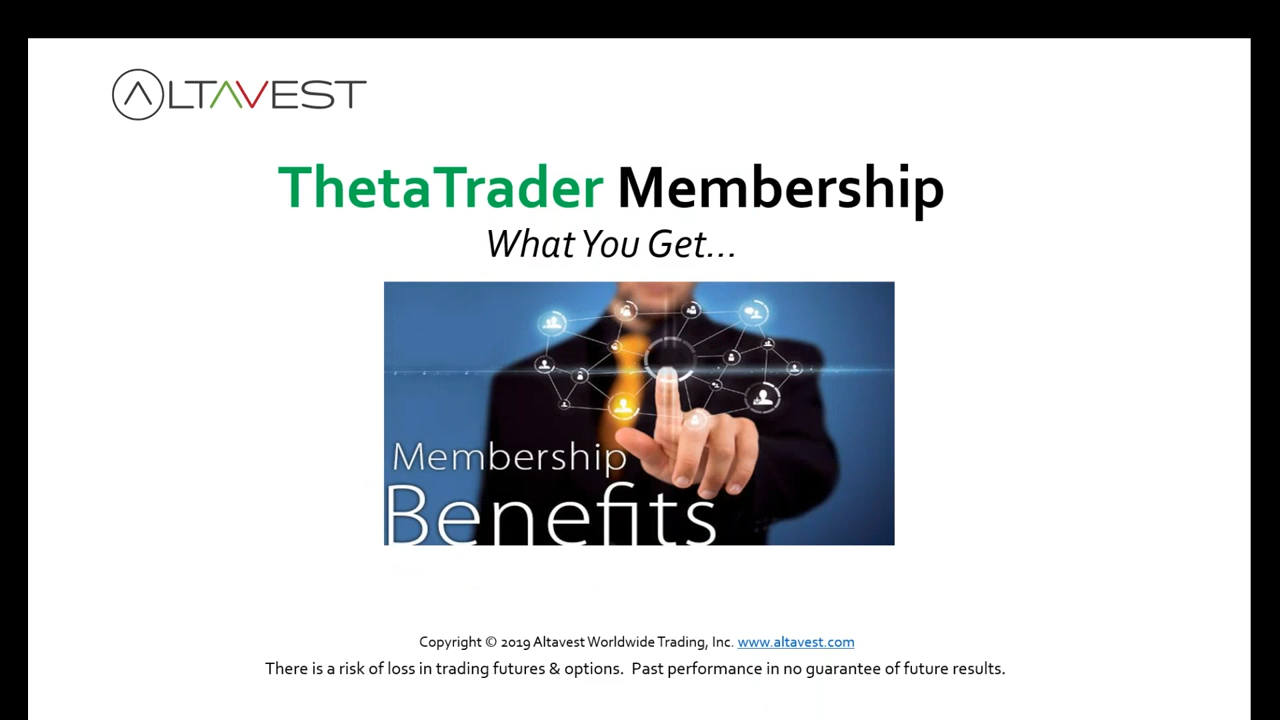 ALTAVEST
ThetaTrader Membership
What You Get...
Membership
Benefits
Copyright © 2019 Altavest Worldwide Trading, Inc. www.altavest.com
There is a risk of loss in trading futures & options. Past performance in no guarantee of future results.